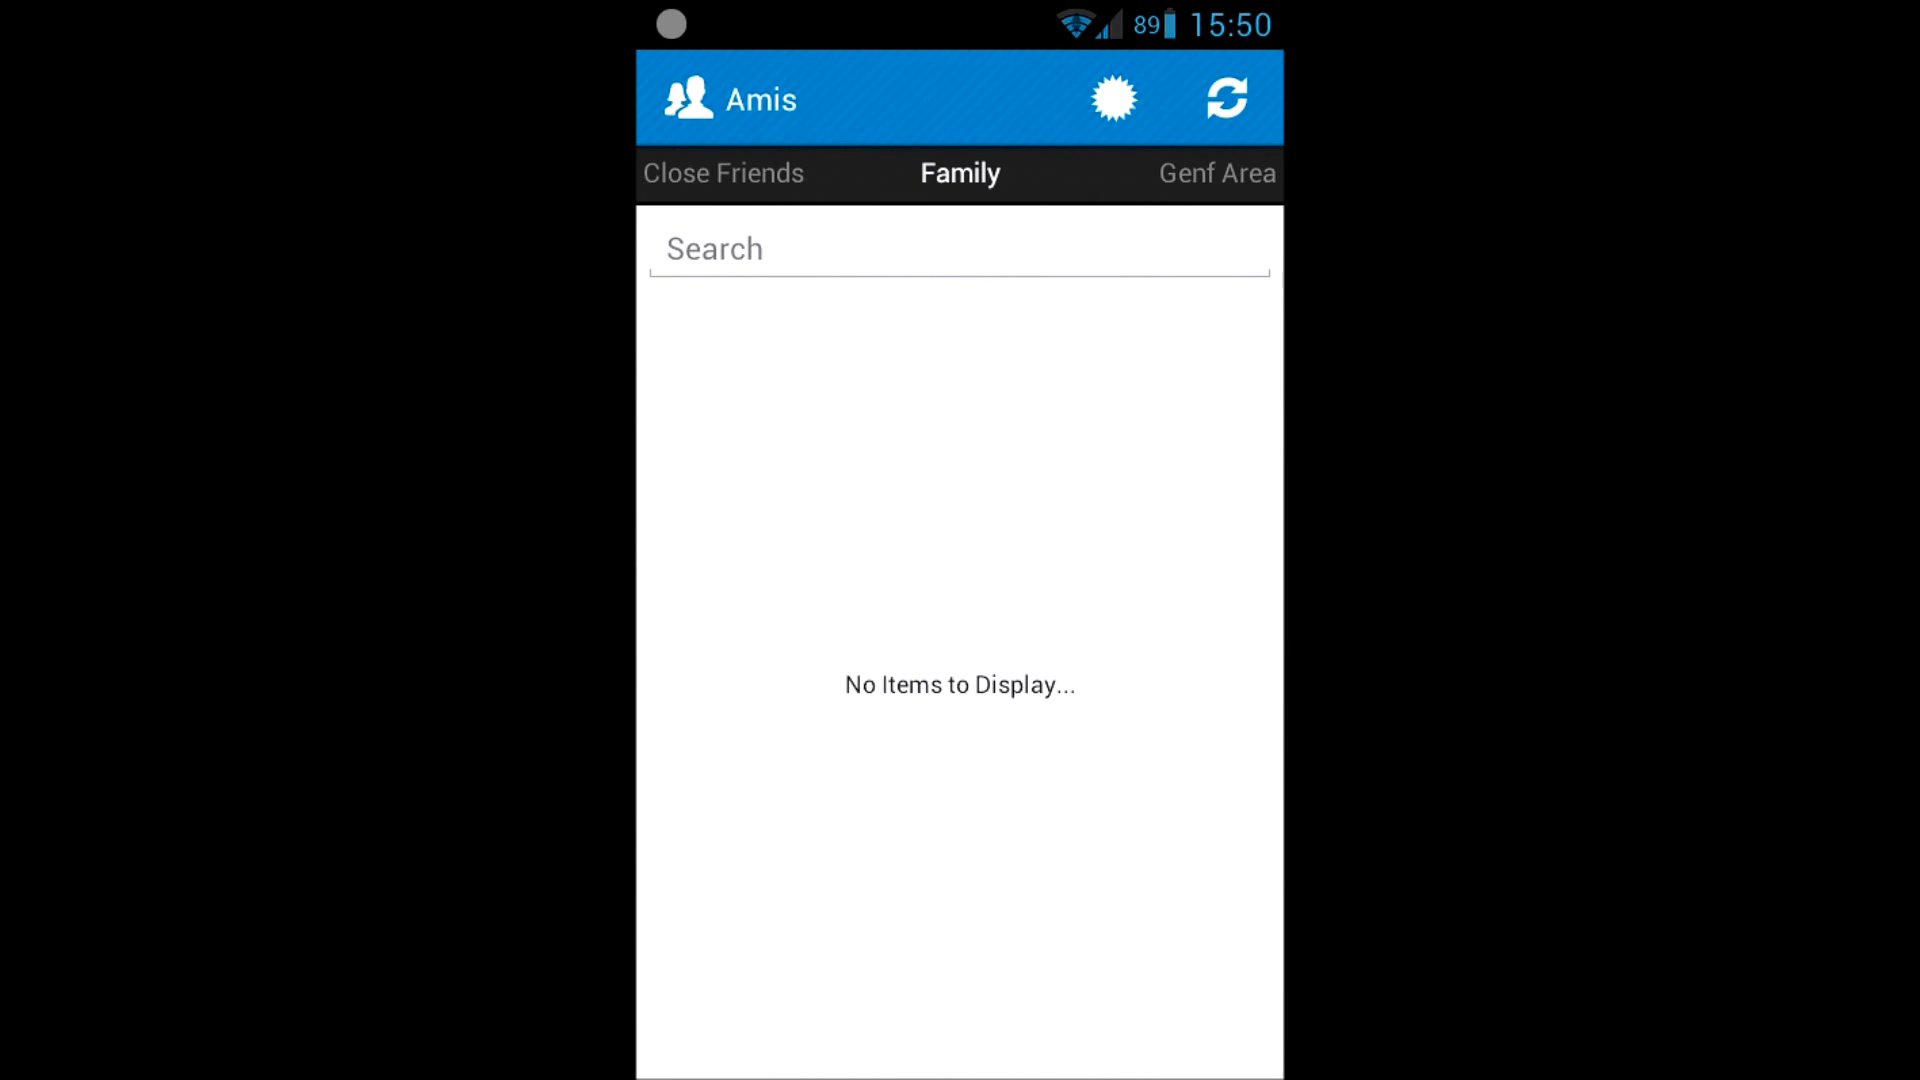 89 15:50
Amis
Close Friends Family Genf Area
Search
No Items to Display...